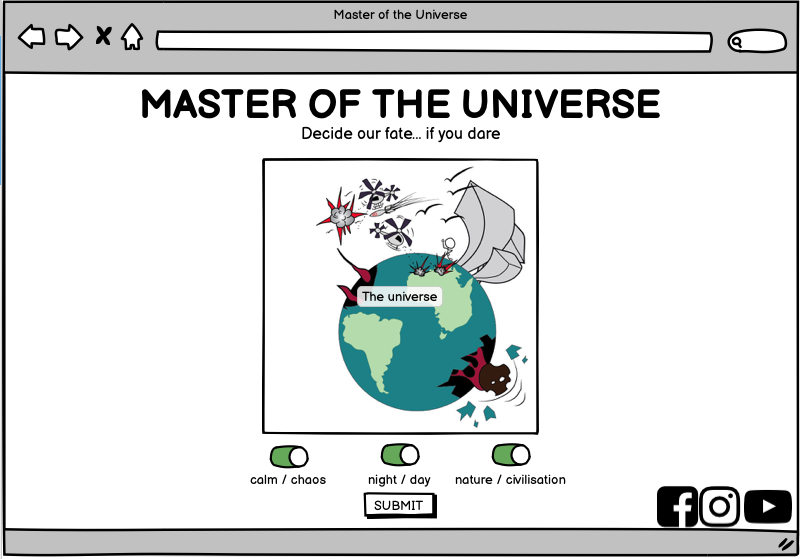 Master of the Universe
MASTER OF THE UNIVERSE
Decide our fate... if you dare
The universe
calm / chaos
night / day
nature / civilisation
SUBMIT